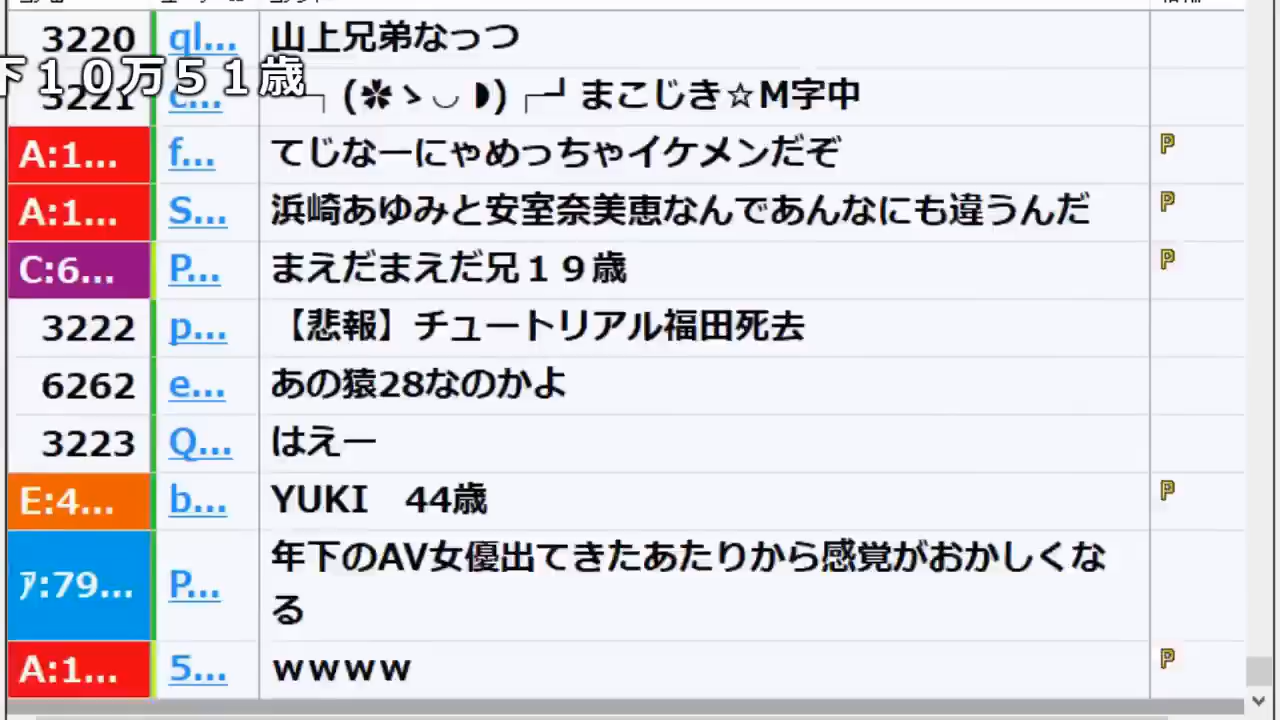 3220 ql... 山上兄弟なっつ
下１０万５１歳
3221 c... ┐(✽ゝ◡◗)┌┛まこじき☆M字中
A:1... f... てじなーにゃめっちゃイケメンだぞ P
A:1... S... 浜崎あゆみと安室奈美恵なんであんなにも違うんだ P
C:6... P... まえだまえだ兄１９歳 P
3222 p... 【悲報】チュートリアル福田死去
6262 e... あの猿28なのかよ
3223 Q... はえー
E:4... b... YUKI　44歳 P
ｱ:79... P... 年下のAV女優出てきたあたりから感覚がおかしくな
る
A:1... 5... ｗｗｗｗ P